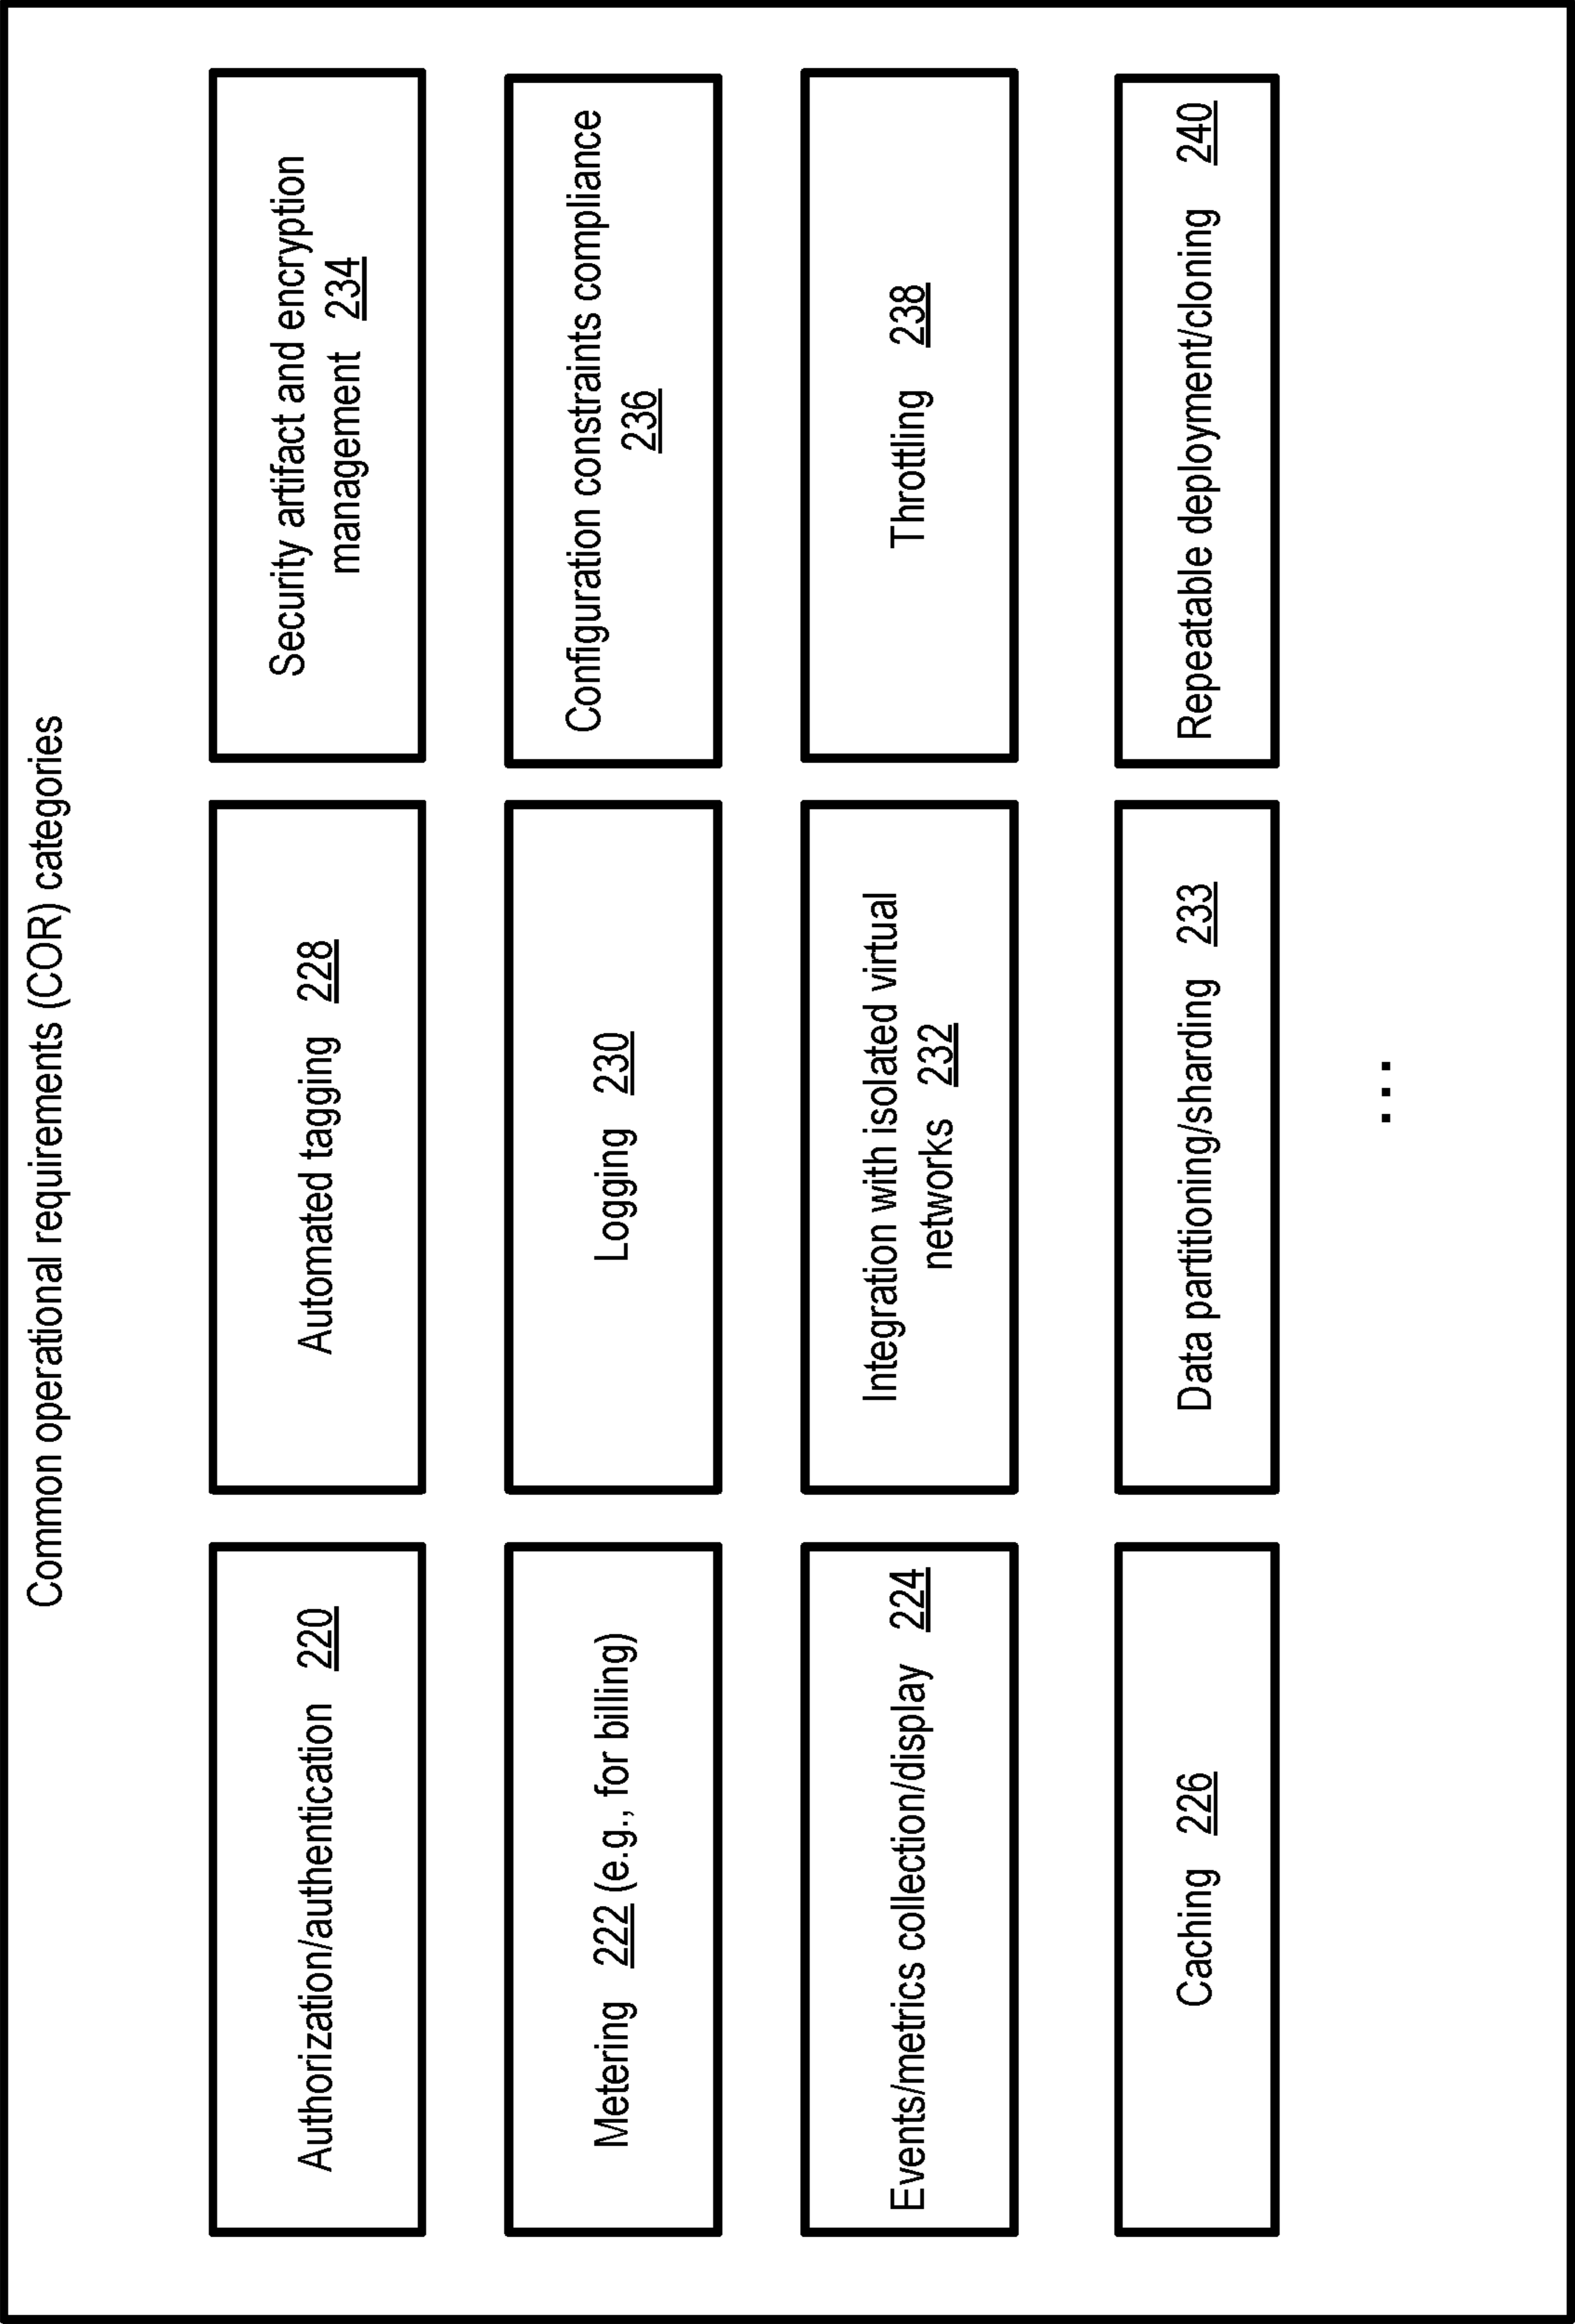 Common operational requirements (COR) categories
Authorization/authentication 220
Automated tagging 228
Security artifact and encryption
management 234
Metering 222 (e.g., for billing)
Logging 230
Configuration constraints compliance
236
Events/metrics collection/display 224
Integration with isolated virtual
networks 232
Throttling 238
Caching 226
Data partitioning/sharding 233
Repeatable deployment/cloning 240
...